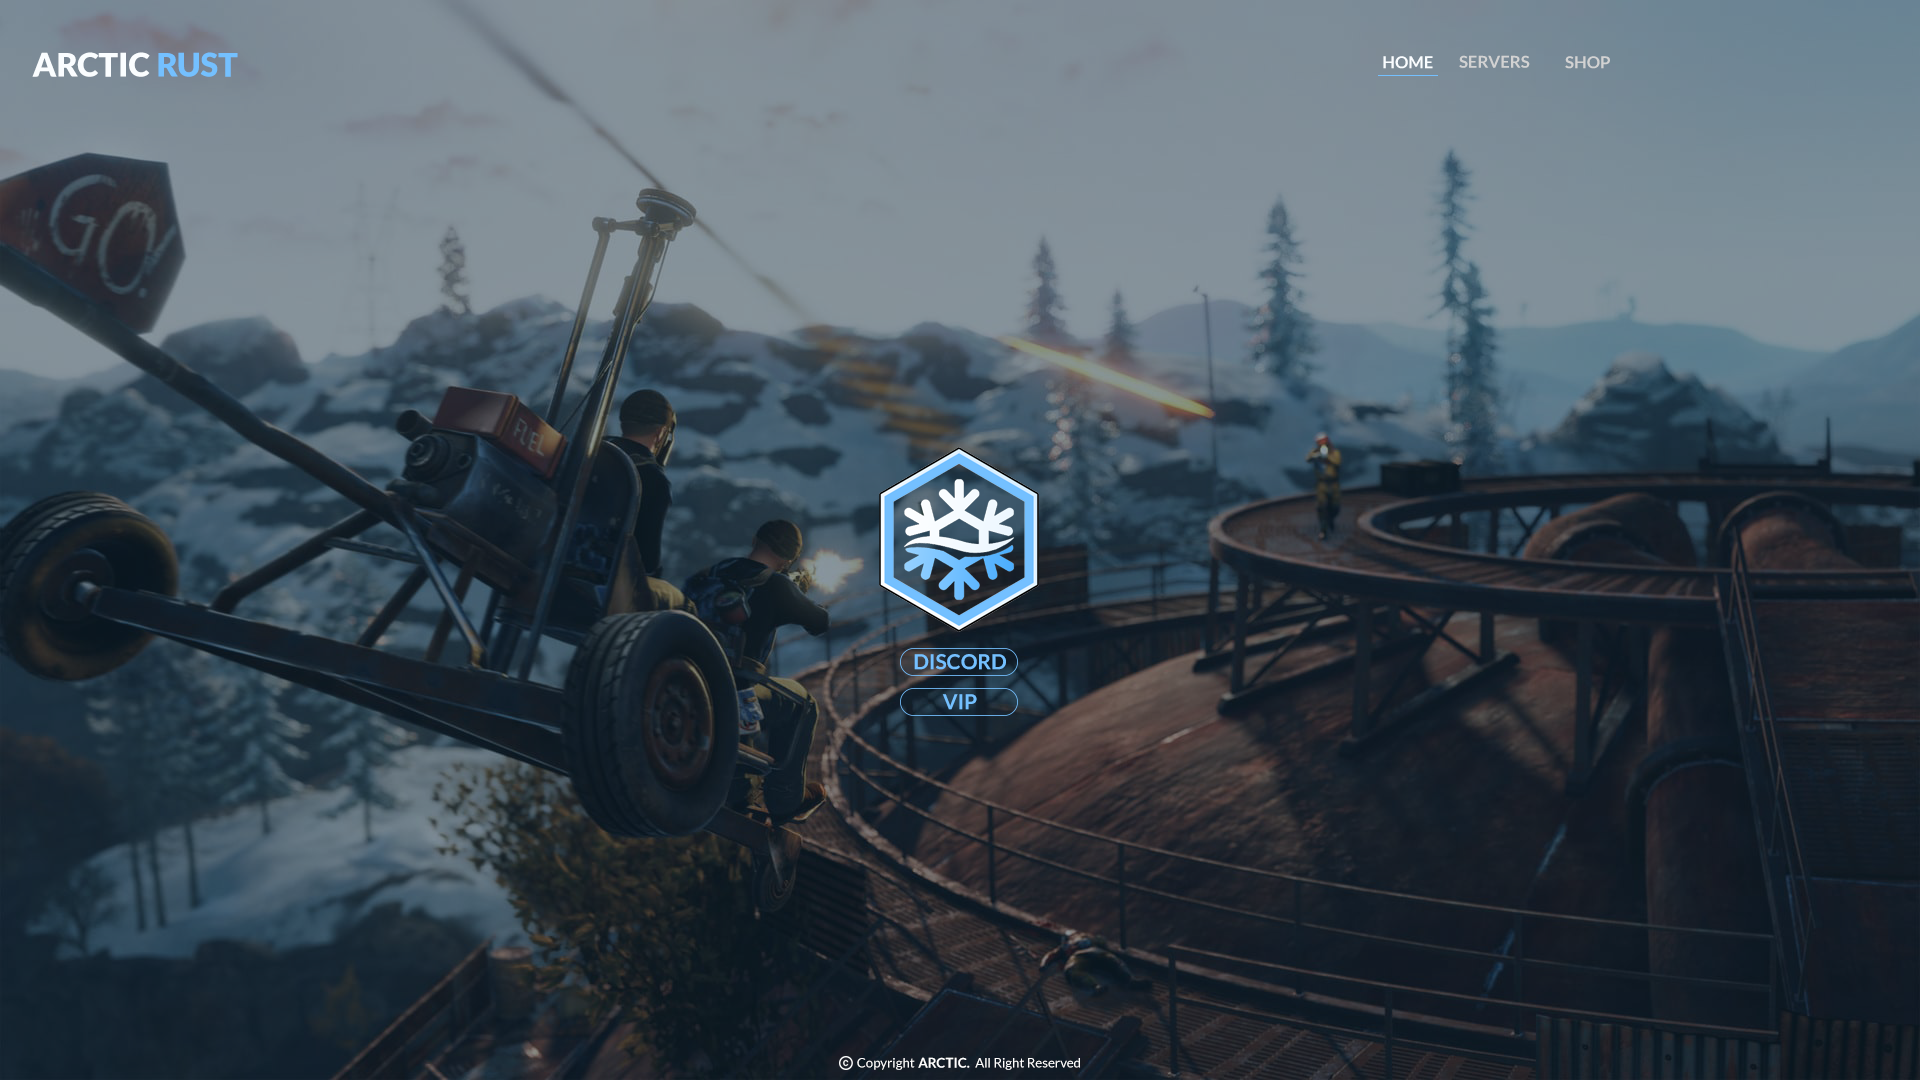 ARCTIC RUST
HOME SERVERS SHOP
GO!
FUEL
DISCORD
VIP
© Copyright ARCTIC. All Right Reserved